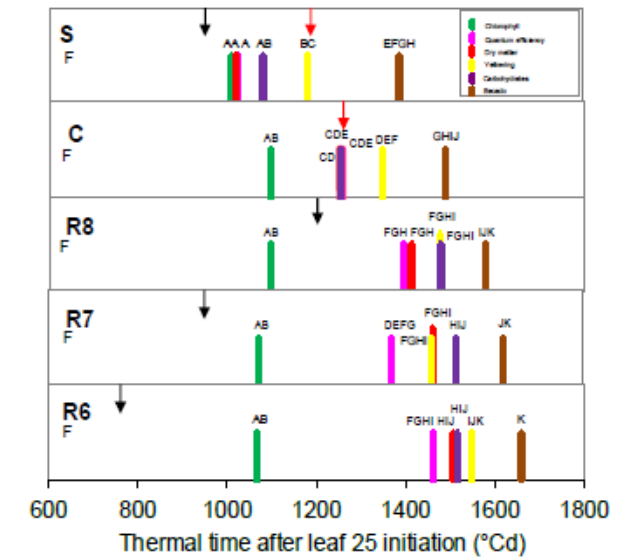 S
F
AA A AB BC EFGH
Chlorophyll
Quantum efficiency
Dry matter
Yellowing
Carbohydrates
C
F
AB CD CDE CDE DEF GHIJ
R8
F
AB FGH FGH FGHI FGHI IJK
R7
F
AB DEFG FGHI FGHI HIJ JK
R6
F
AB FGHI HIJ HIJ IJK K
600 800 1000 1200 1400 1600 1800
Thermal time after leaf 25 initiation (°Cd)